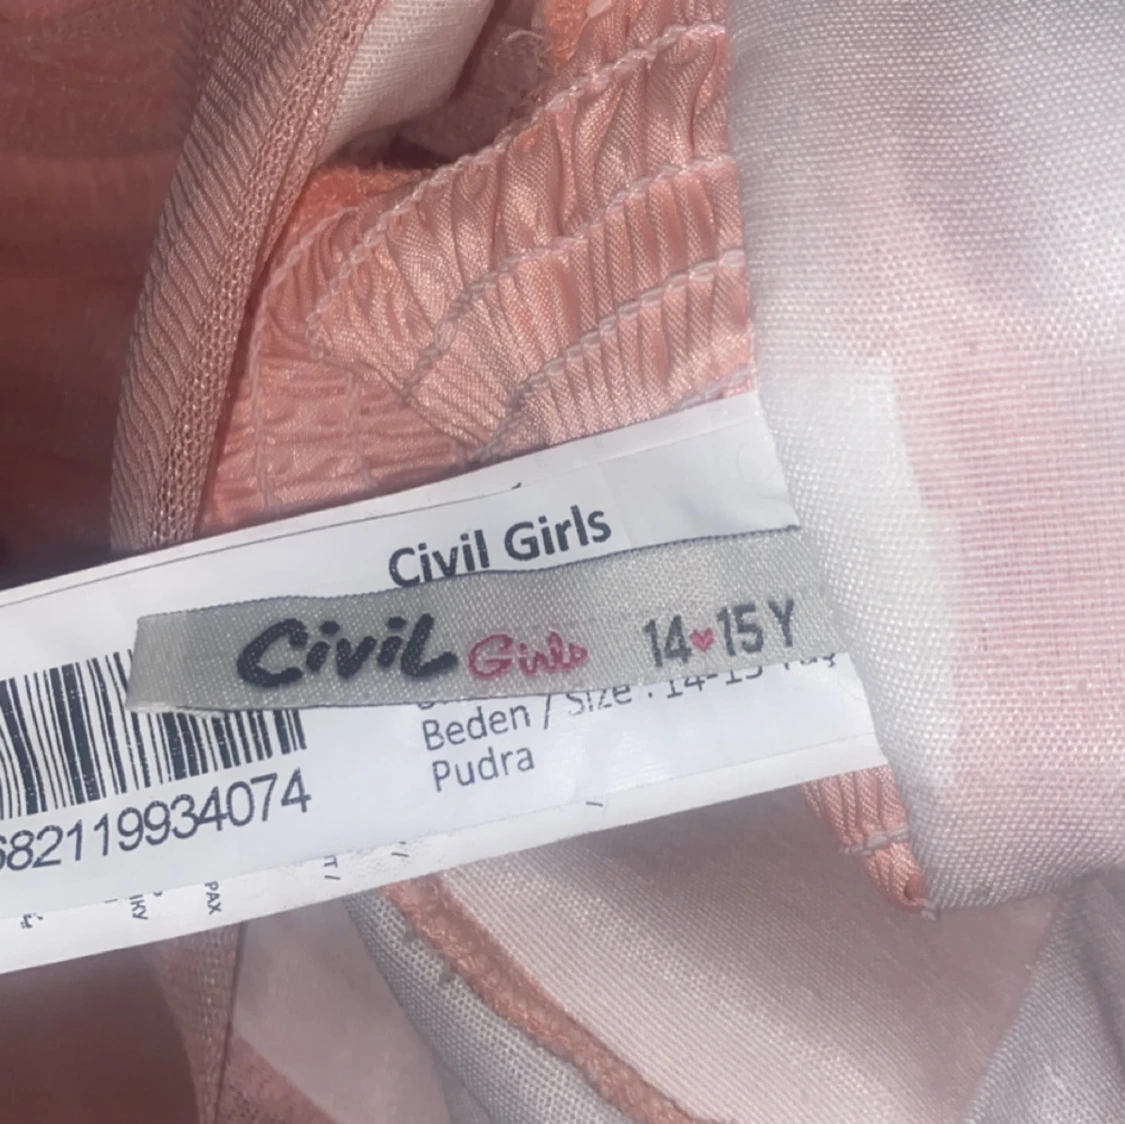 Civil Girls
Civil Girls 14♥15 Y
Beden / Size : 14-15 Yaş
Pudra
682119934074
PAX